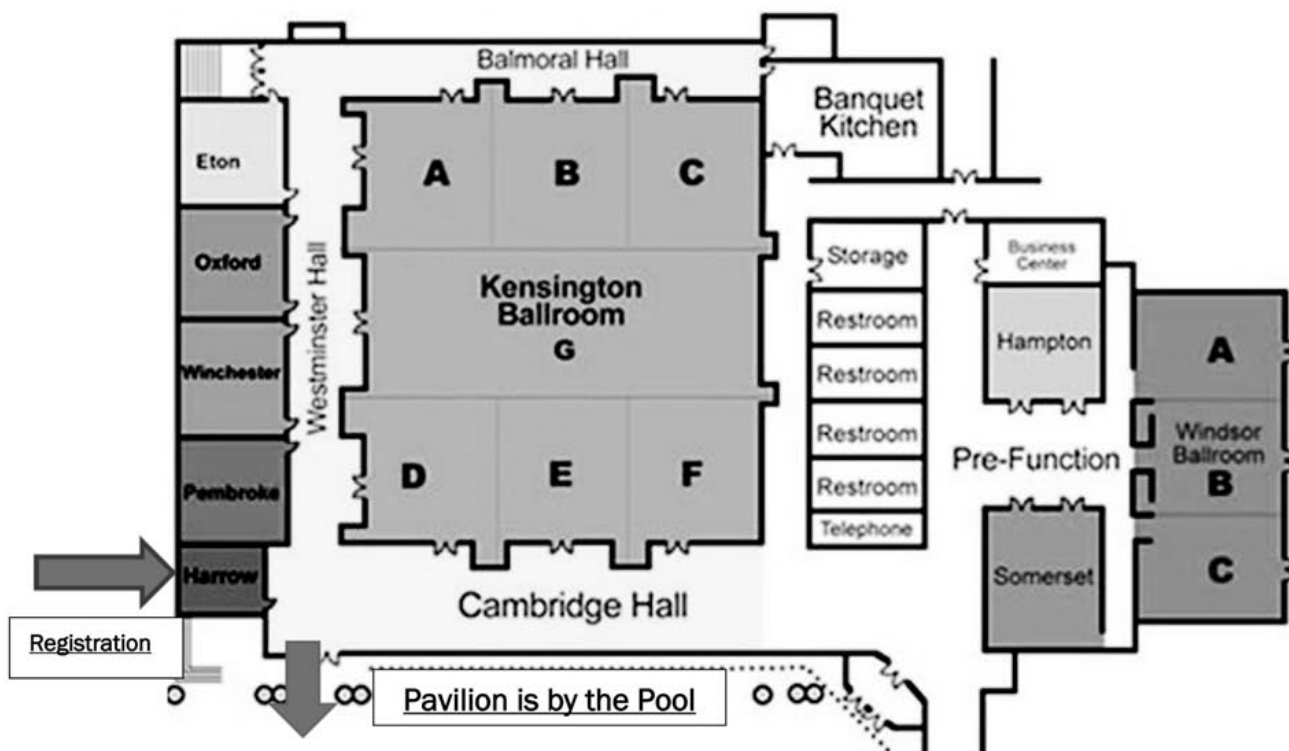 Balmoral Hall
Banquet
Kitchen
Eton
A
B
C
Oxford
Westminster Hall
Storage
Business
Center
Kensington
Ballroom
G
Restroom
Hampton
A
Winchester
Restroom
Restroom
Pre-Function
Windsor
Ballroom
B
D
E
F
Pembroke
Restroom
Telephone
Harrow
Somerset
C
Cambridge Hall
Registration
Pavilion is by the Pool